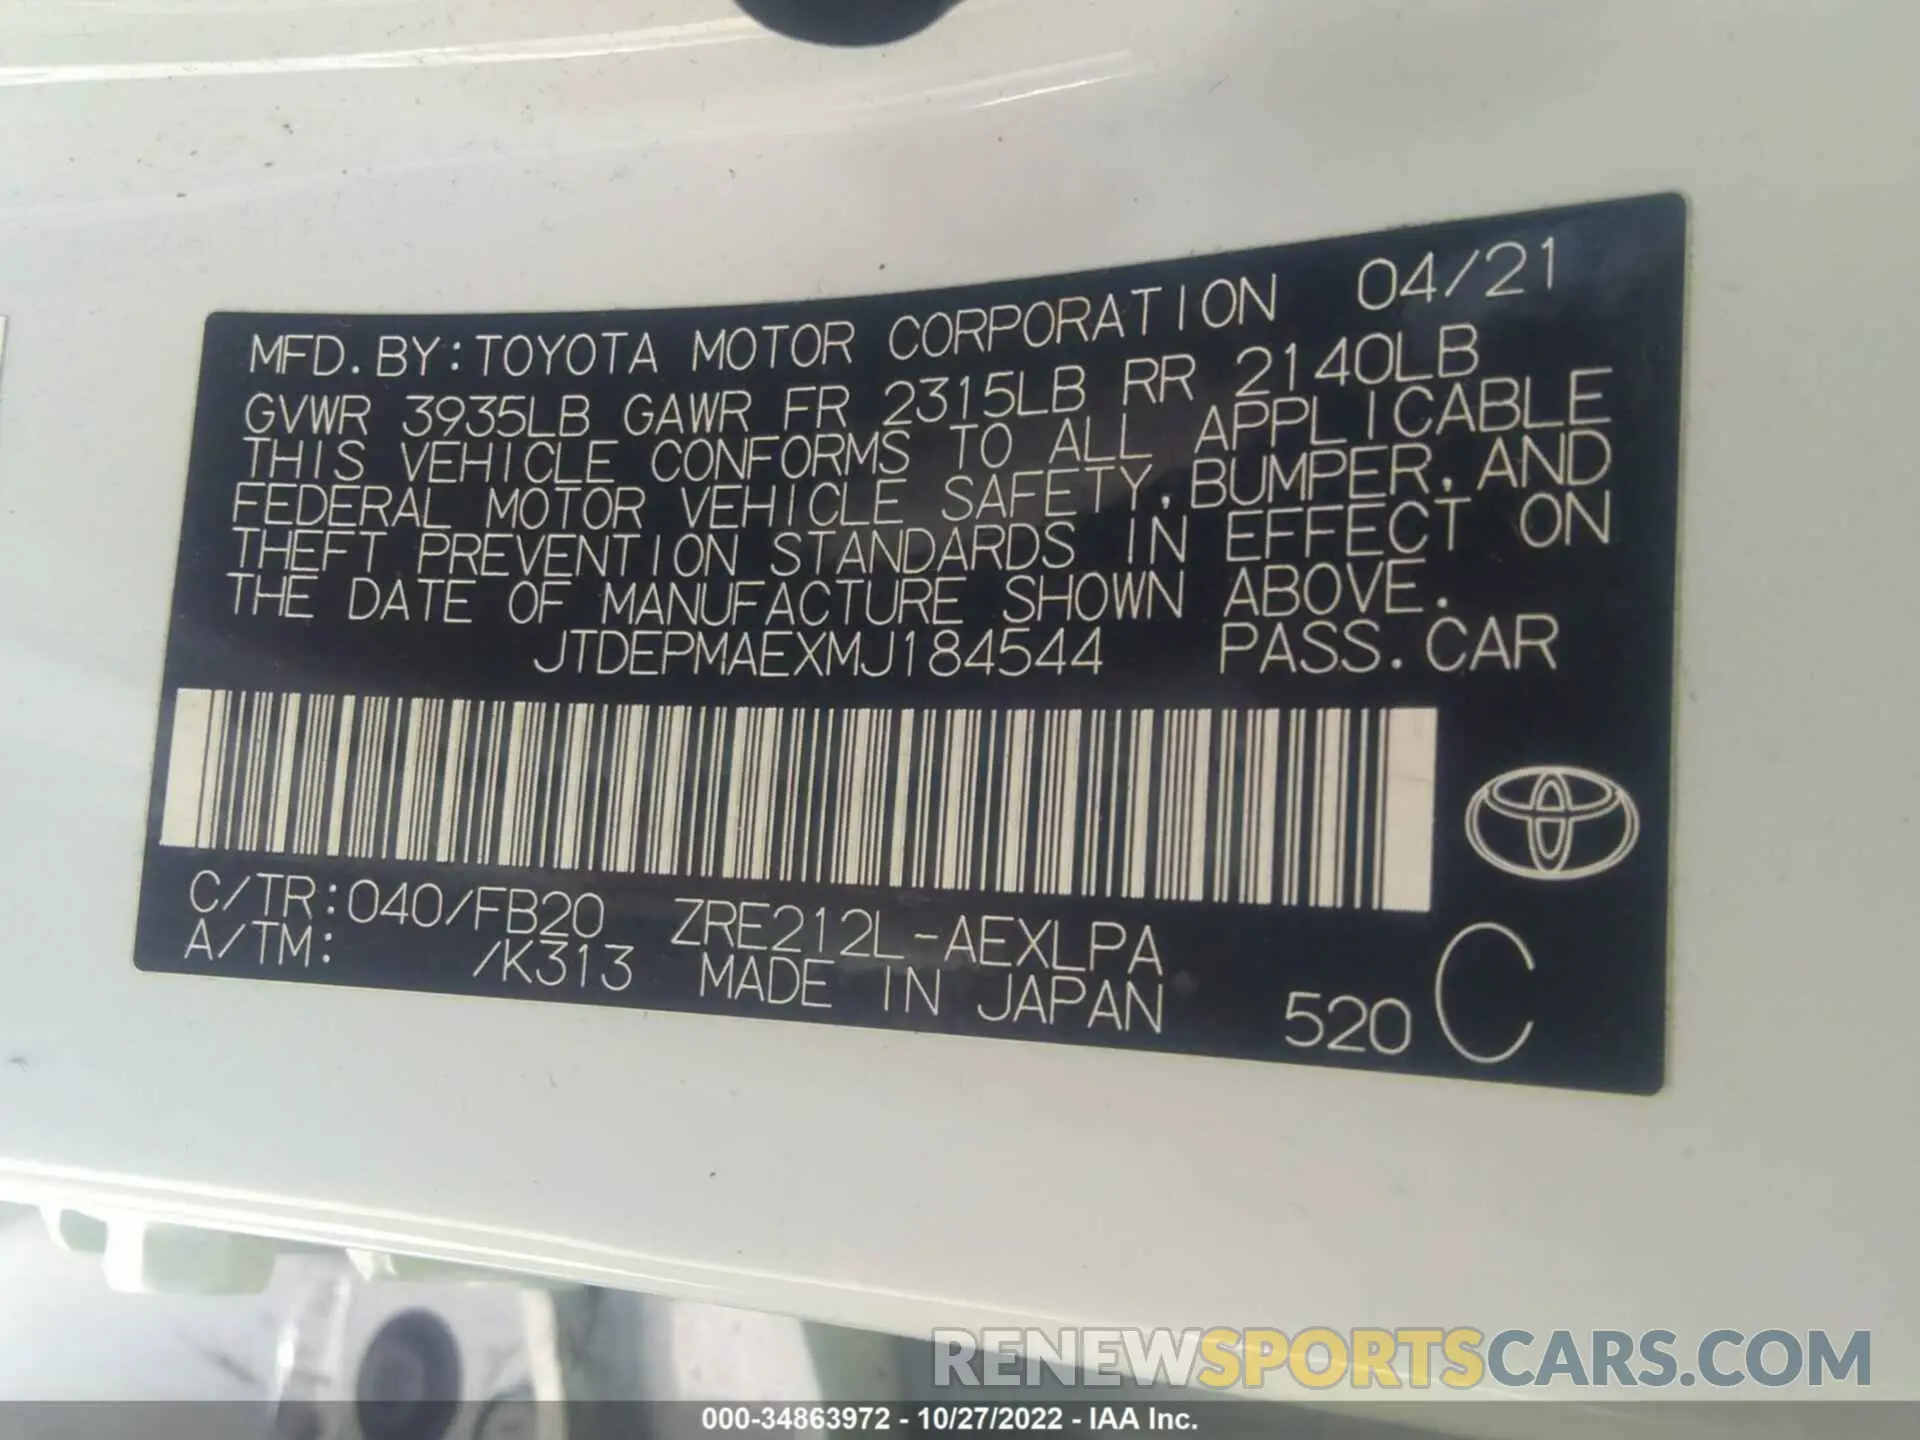 MFD.BY:TOYOTA MOTOR CORPORATION 04/21
GVWR 3935LB GAWR FR 2315LB RR 2140LB
THIS VEHICLE CONFORMS TO ALL APPLICABLE
FEDERAL MOTOR VEHICLE SAFETY,BUMPER,AND
THEFT PREVENTION STANDARDS IN EFFECT ON
THE DATE OF MANUFACTURE SHOWN ABOVE.
JTDEPMAEXMJ184544 PASS.CAR
C/TR:040/FB20 ZRE212L-AEXLPA
A/TM: /K313 MADE IN JAPAN 520 C
RENEWSPORTSCARS.COM
000-34863972 - 10/27/2022 - IAA Inc.